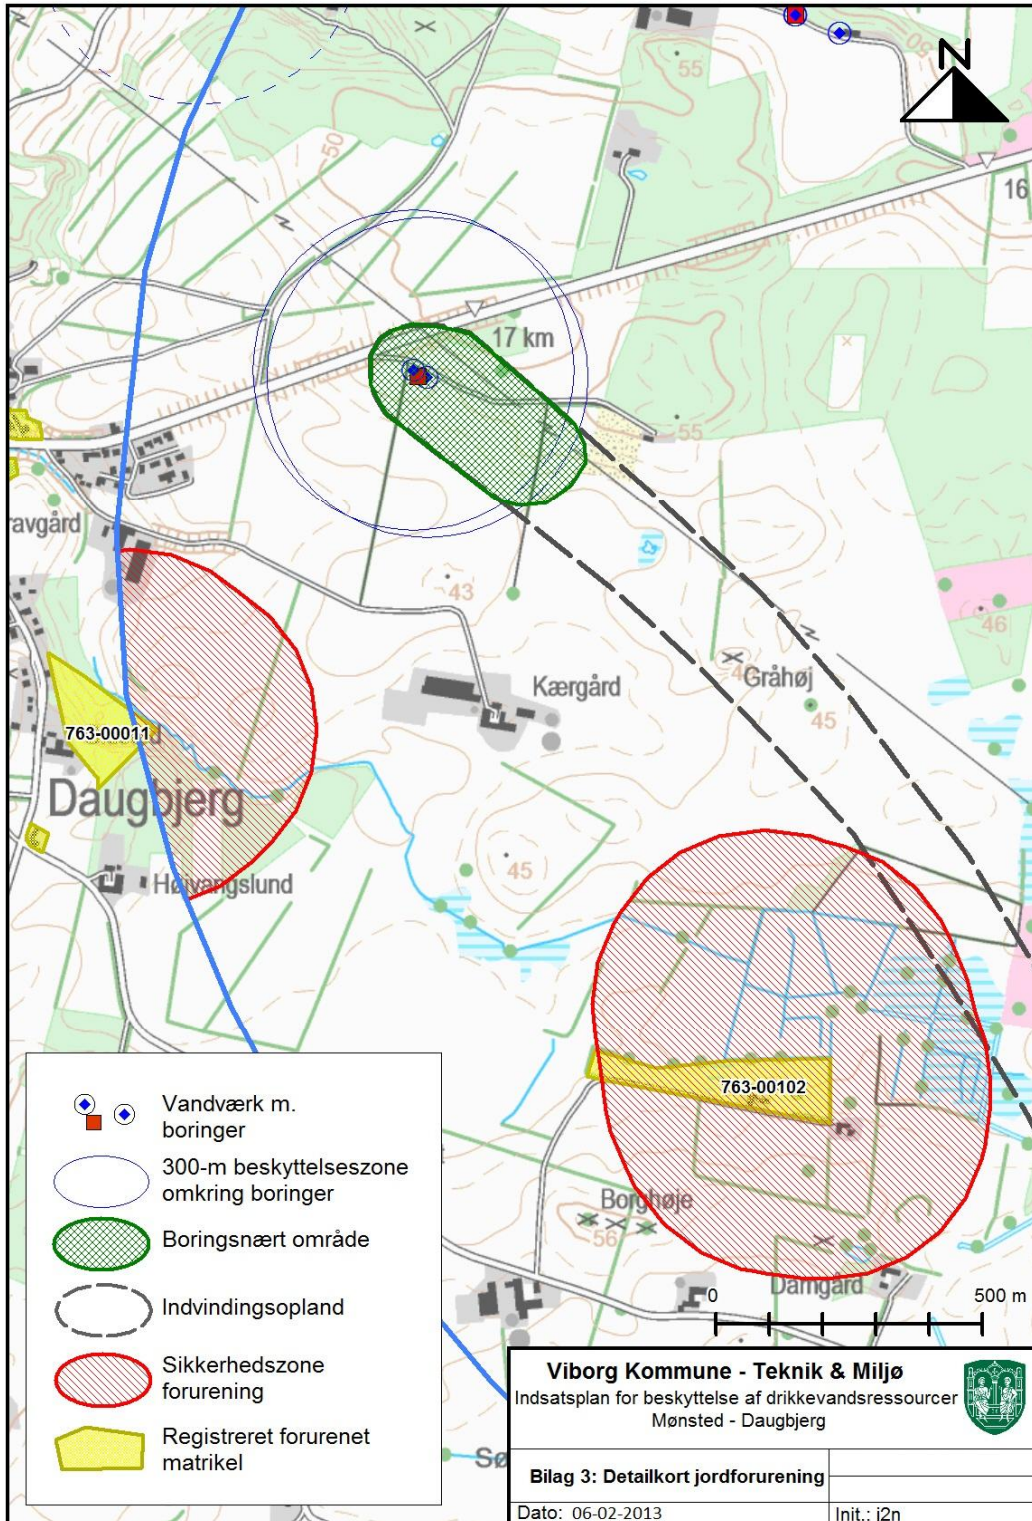 N
50
55
50
16
17 km
55
ravgård
43
46
Kærgård
Gråhøj
45
763-00011
Daugbjerg
45
Højvangslund
763-00102
Borghøje
56
Damgård
Vandværk m.
boringer
300-m beskyttelseszone
omkring boringer
Boringsnært område
Indvindingsopland
Sikkerhedszone
forurening
Registreret forurenet
matrikel
0 500 m
Sø
Viborg Kommune - Teknik & Miljø
Indsatsplan for beskyttelse af drikkevandsressourcer
Mønsted - Daugbjerg
Bilag 3: Detailkort jordforurening
Dato: 06-02-2013
Init.: j2n